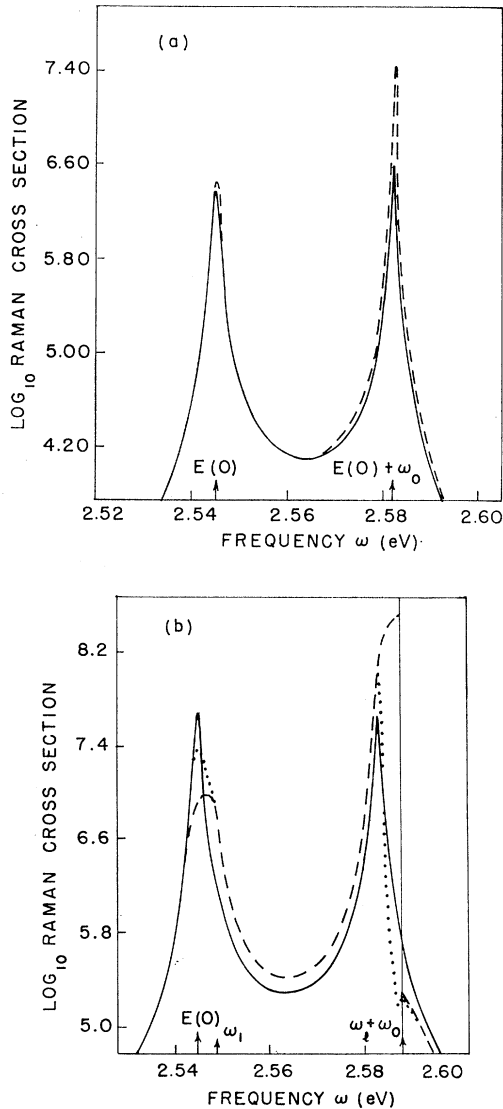 (a)
7.40
6.60
5.80
5.00
4.20
LOG10 RAMAN CROSS SECTION
E(0)
E(0) + ω0
2.52
2.54
2.56
2.58
2.60
FREQUENCY ω (eV)
(b)
8.2
7.4
6.6
5.8
5.0
LOG10 RAMAN CROSS SECTION
E(0)
ω1
ωℓ+ω0
2.54
2.56
2.58
2.60
FREQUENCY ω (eV)